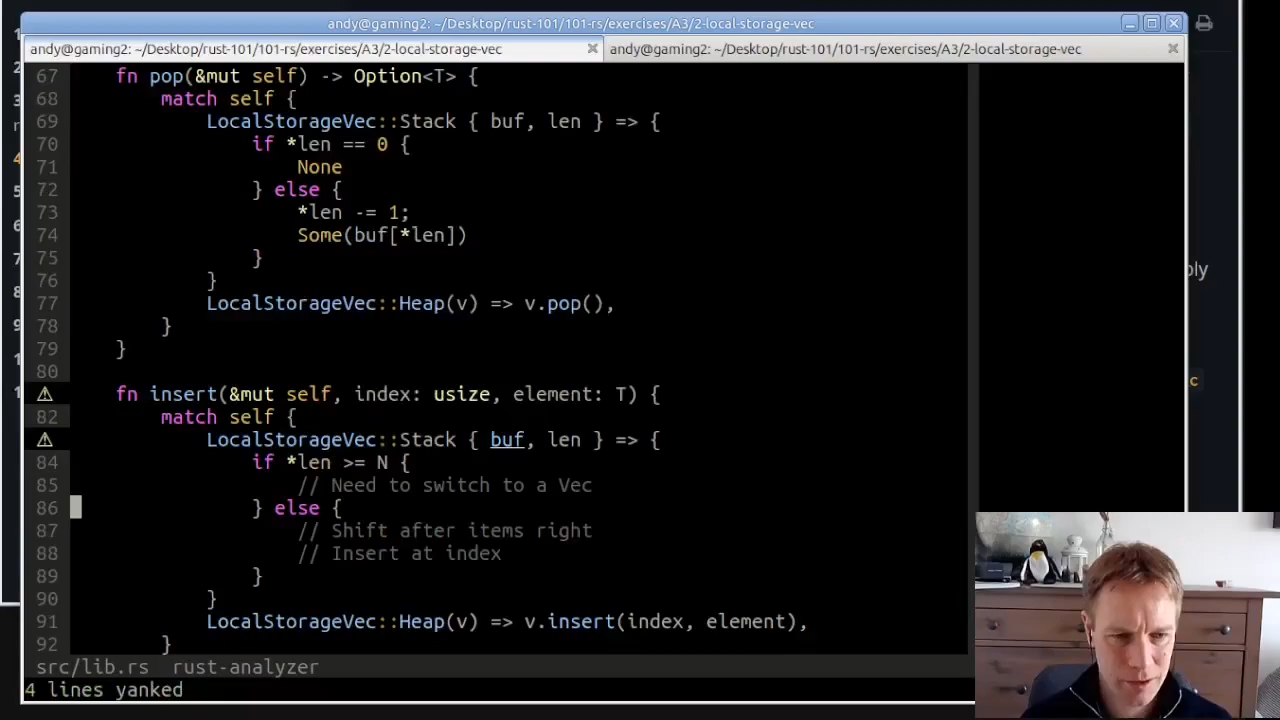 andy@gaming2: ~/Desktop/rust-101/101-rs/exercises/A3/2-local-storage-vec
andy@gaming2: ~/Desktop/rust-101/101-rs/exercises/A3/2-local-storage-vec
andy@gaming2: ~/Desktop/rust-101/101-rs/exercises/A3/2-local-storage-vec
67     fn pop(&mut self) -> Option<T> {
68         match self {
69             LocalStorageVec::Stack { buf, len } => {
70                 if *len == 0 {
71                     None
72                 } else {
73                     *len -= 1;
74                     Some(buf[*len])
75                 }
76             }
77             LocalStorageVec::Heap(v) => v.pop(),
78         }
79     }
80
⚠     fn insert(&mut self, index: usize, element: T) {
82         match self {
⚠             LocalStorageVec::Stack { buf, len } => {
84                 if *len >= N {
85                     // Need to switch to a Vec
86                 } else {
87                     // Shift after items right
88                     // Insert at index
89                 }
90             }
91             LocalStorageVec::Heap(v) => v.insert(index, element),
92         }
src/lib.rs  rust-analyzer
4 lines yanked